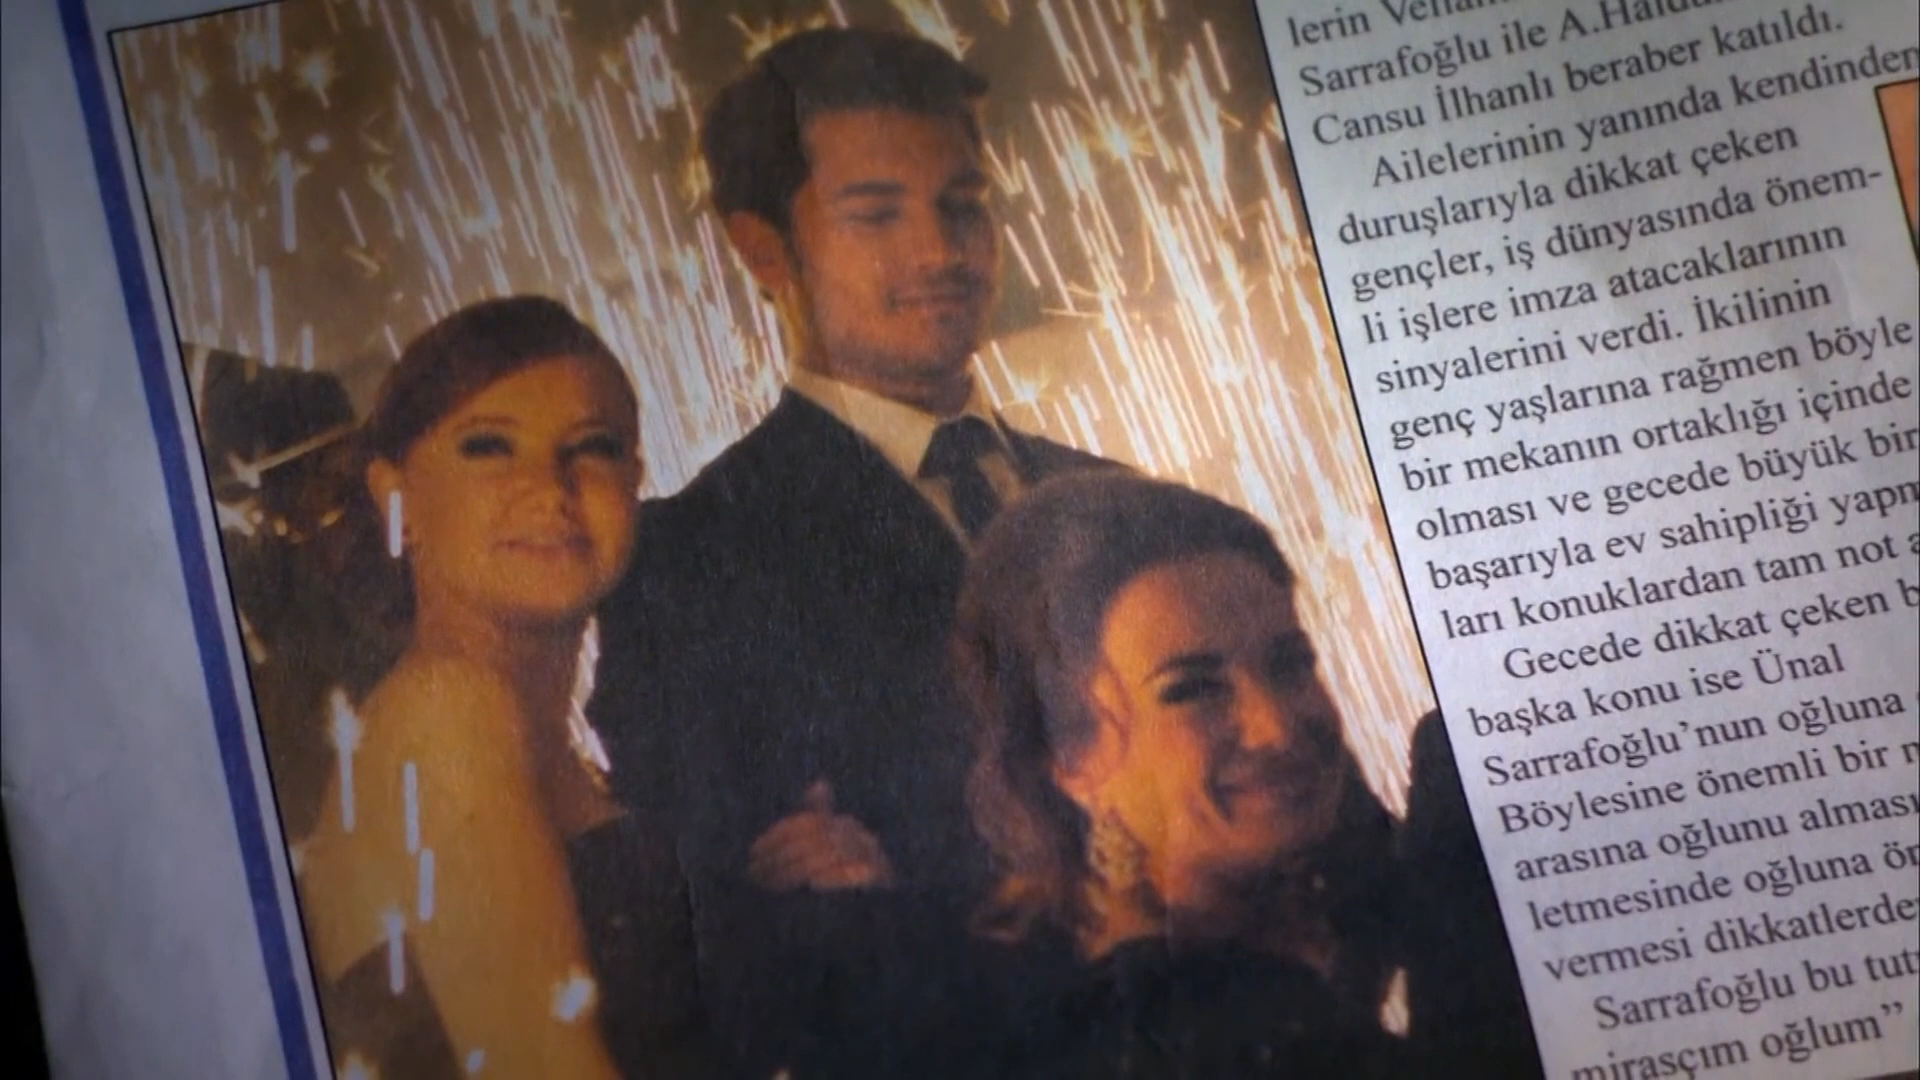 lerin
Sarrafoğlu ile
Cansu İlhanlı beraber katıldı.
Ailelerinin yanında kendinden
duruşlarıyla dikkat çeken
gençler, iş dünyasında önem-
li işlere imza atacaklarının
sinyalerini verdi. İkilinin
genç yaşlarına rağmen böyle
bir mekanın ortaklığı içinde
olması ve gecede büyük bir
başarıyla ev sahipliği
ları konuklardan tam not
Gecede dikkat çeken
başka konu ise Ünal
Sarrafoğlu'nun oğluna
Böylesine önemli bir
arasına oğlunu alması
letmesinde oğluna
vermesi
Sarrafoğlu bu
mirasçım oğlum”